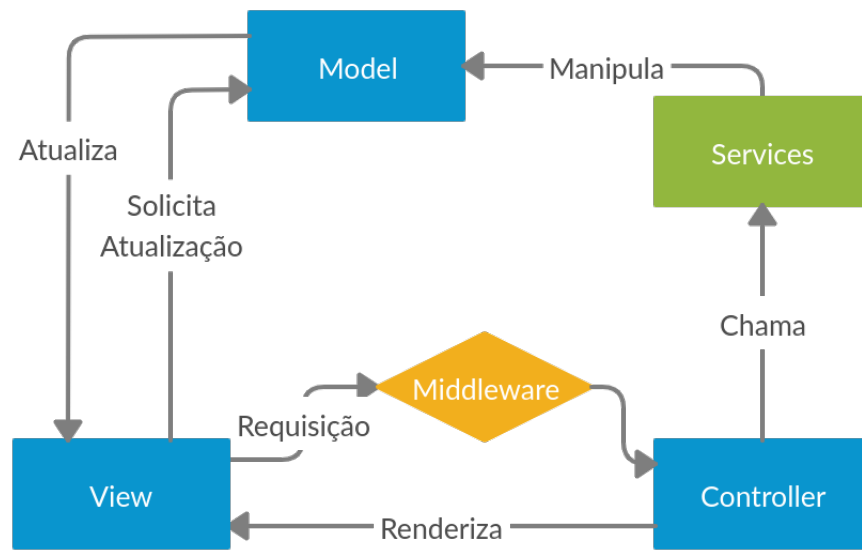 Model
Manipula
Atualiza
Services
Solicita
Atualização
Chama
Middleware
Requisição
View
Controller
Renderiza